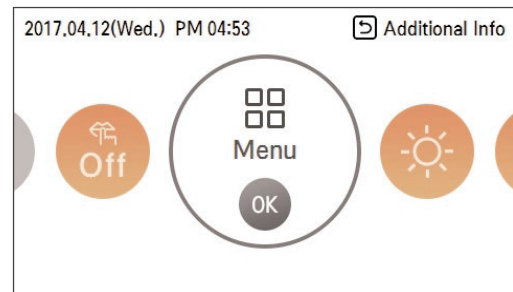 2017.04.12(Wed.) PM 04:53
Additional Info
Off
Menu
OK